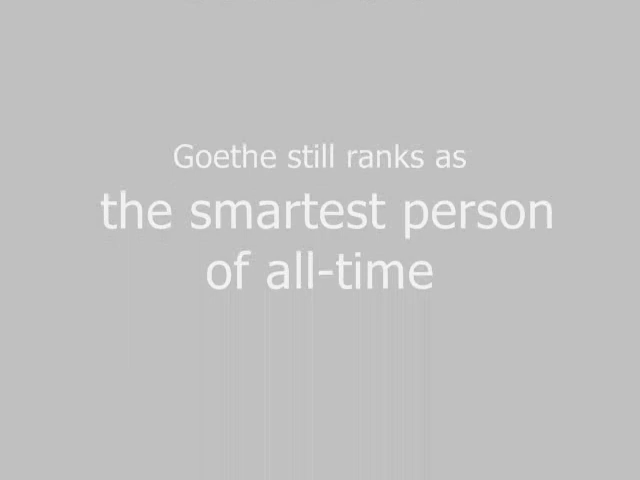 Goethe still ranks as
the smartest person
of all-time